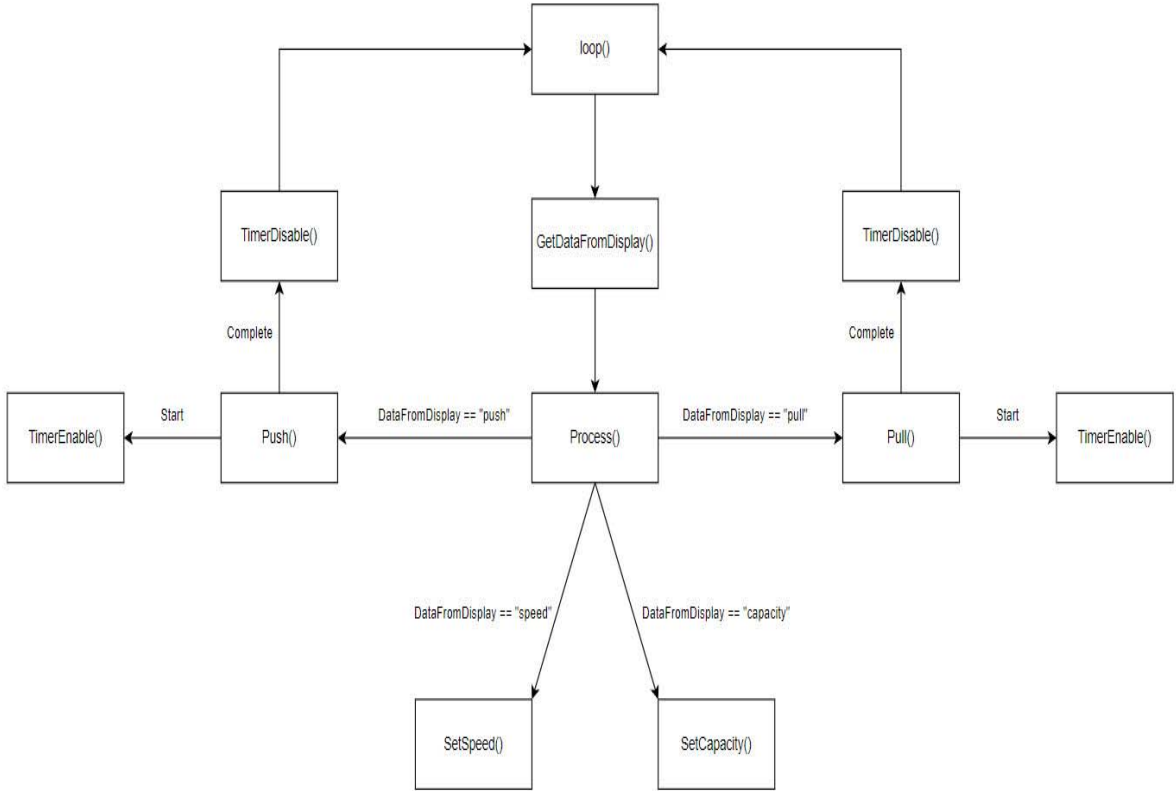 loop()
TimerDisable()
GetDataFromDisplay()
TimerDisable()
Complete
Complete
Start
DataFromDisplay == "push"
DataFromDisplay == "pull"
Start
TimerEnable()
Push()
Process()
Pull()
TimerEnable()
DataFromDisplay == "speed"
DataFromDisplay == "capacity"
SetSpeed()
SetCapacity()